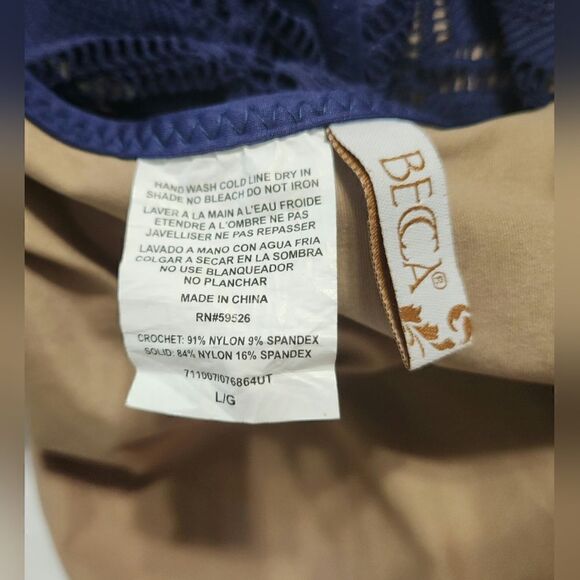 HAND WASH COLD LINE DRY IN
SHADE NO BLEACH DO NOT IRON
LAVER A LA MAIN A L'EAU FROIDE
ETENDRE A L'OMBRE NE PAS
JAVELLISER NE PAS REPASSER
LAVADO A MANO CON AGUA FRIA
COLGAR A SECAR EN LA SOMBRA
NO USE BLANQUEADOR
NO PLANCHAR
MADE IN CHINA
RN#59526
CROCHET: 91% NYLON 9% SPANDEX
SOLID: 84% NYLON 16% SPANDEX
711007/076864UT
L/G
BECCA®